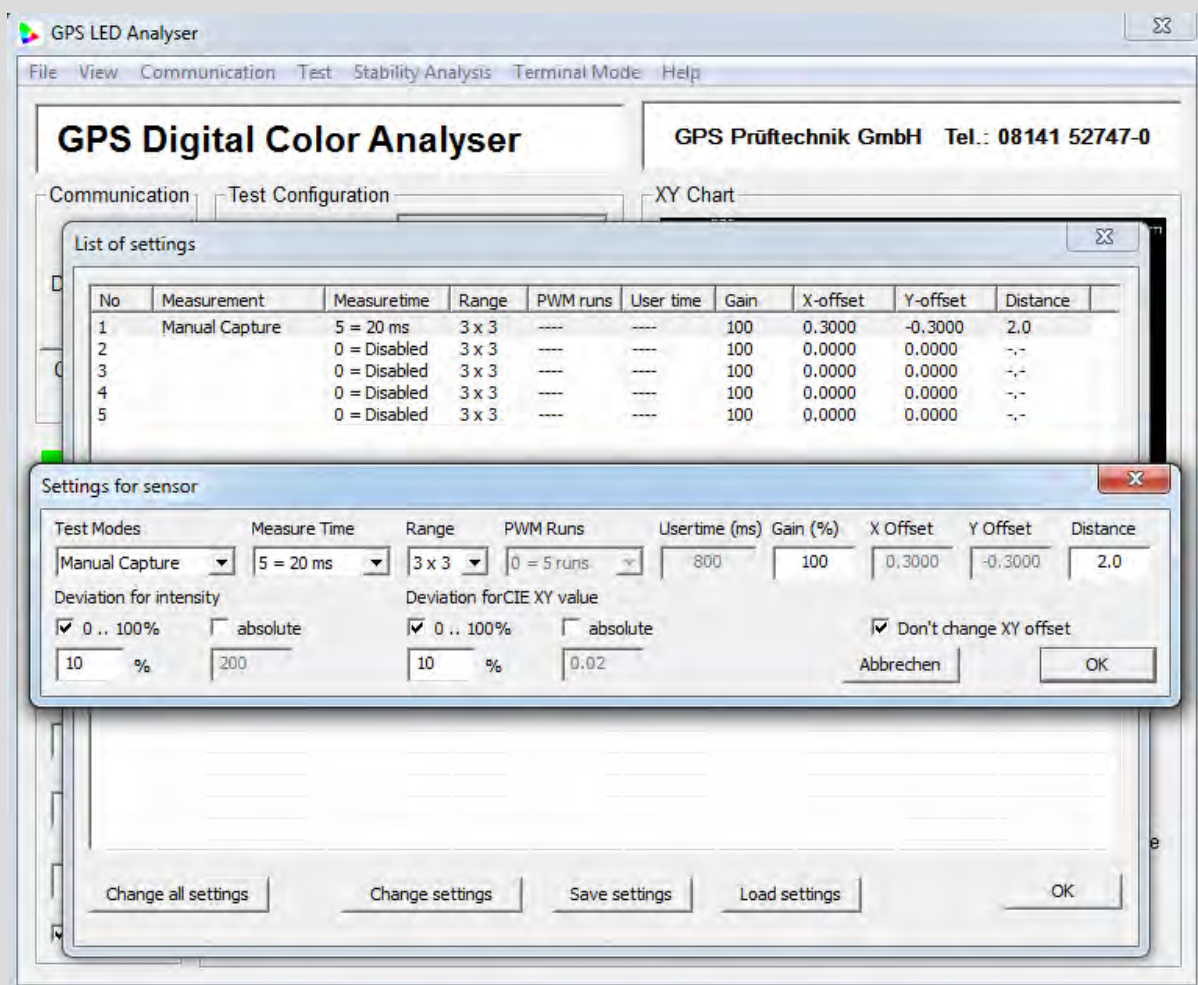 GPS LED Analyser
File View Communication Test Stability Analysis Terminal Mode Help
GPS Digital Color Analyser
GPS Prüftechnik GmbH Tel.: 08141 52747-0
Communication Test Configuration XY Chart
List of settings
No Measurement Measuretime Range PWM runs User time Gain X-offset Y-offset Distance
1 Manual Capture 5 = 20 ms 3 x 3 ---- ---- 100 0.3000 -0.3000 2.0
2 0 = Disabled 3 x 3 ---- ---- 100 0.0000 0.0000 -.-
3 0 = Disabled 3 x 3 ---- ---- 100 0.0000 0.0000 -.-
4 0 = Disabled 3 x 3 ---- ---- 100 0.0000 0.0000 -.-
5 0 = Disabled 3 x 3 ---- ---- 100 0.0000 0.0000 -.-
Settings for sensor
Test Modes Measure Time Range PWM Runs Usertime (ms) Gain (%) X Offset Y Offset Distance
Manual Capture 5 = 20 ms 3 x 3 0 = 5 runs 800 100 0.3000 -0.3000 2.0
Deviation for intensity Deviation forCIE XY value
0 .. 100% absolute 0 .. 100% absolute Don't change XY offset
10 % 200 10 % 0.02 Abbrechen OK
Change all settings Change settings Save settings Load settings OK